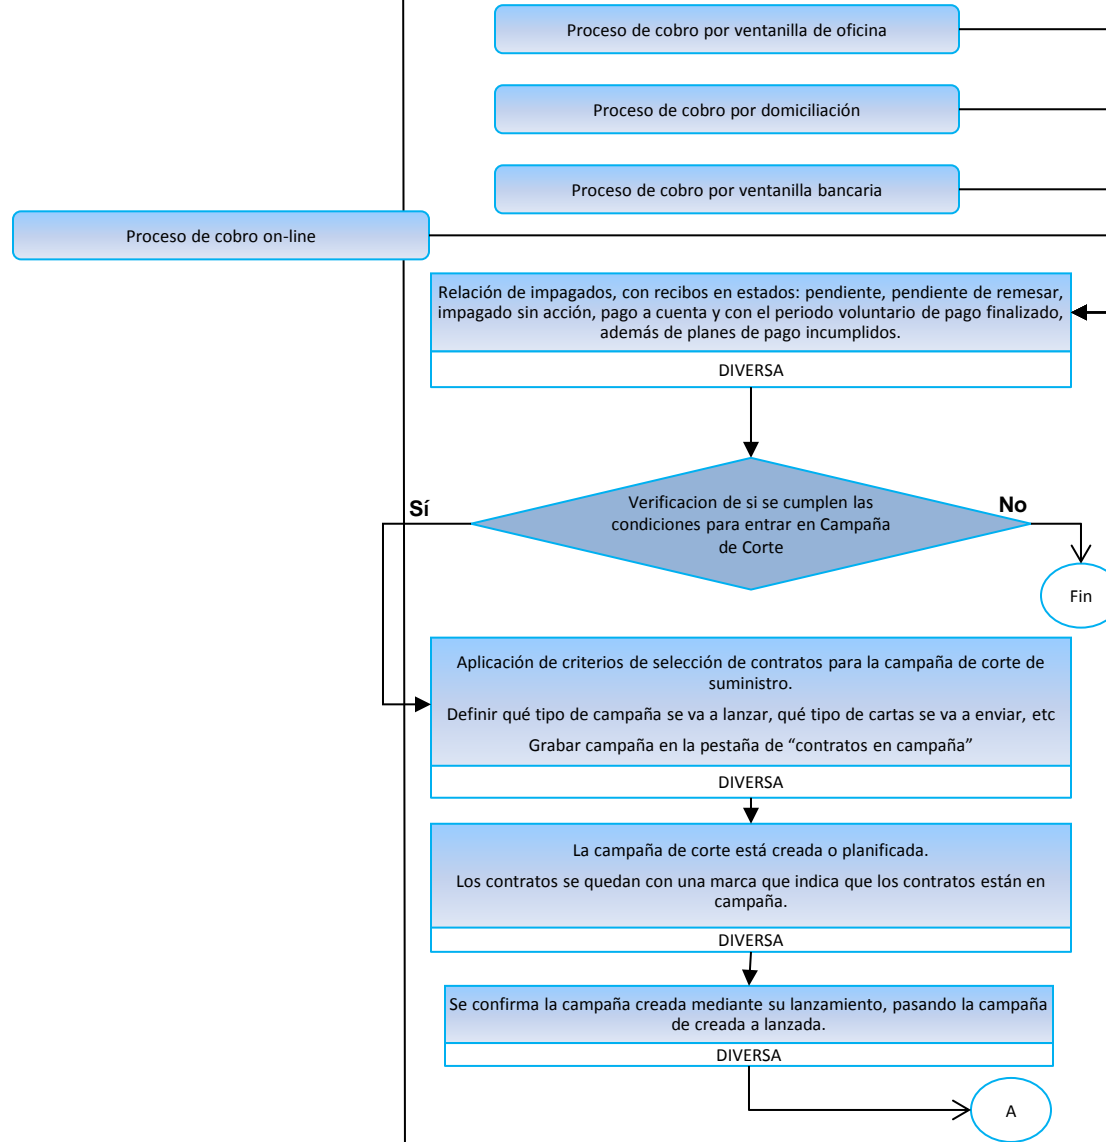 Proceso de cobro por ventanilla de oficina
Proceso de cobro por domiciliación
Proceso de cobro por ventanilla bancaria
Proceso de cobro on-line
Relación de impagados, con recibos en estados: pendiente, pendiente de remesar,
impagado sin acción, pago a cuenta y con el periodo voluntario de pago finalizado,
además de planes de pago incumplidos.
DIVERSA
Verificacion de si se cumplen las
condiciones para entrar en Campaña
de Corte
Sí
No
Fin
Aplicación de criterios de selección de contratos para la campaña de corte de
suministro.
Definir qué tipo de campaña se va a lanzar, qué tipo de cartas se va a enviar, etc
Grabar campaña en la pestaña de “contratos en campaña”
DIVERSA
La campaña de corte está creada o planificada.
Los contratos se quedan con una marca que indica que los contratos están en
campaña.
DIVERSA
Se confirma la campaña creada mediante su lanzamiento, pasando la campaña
de creada a lanzada.
DIVERSA
A